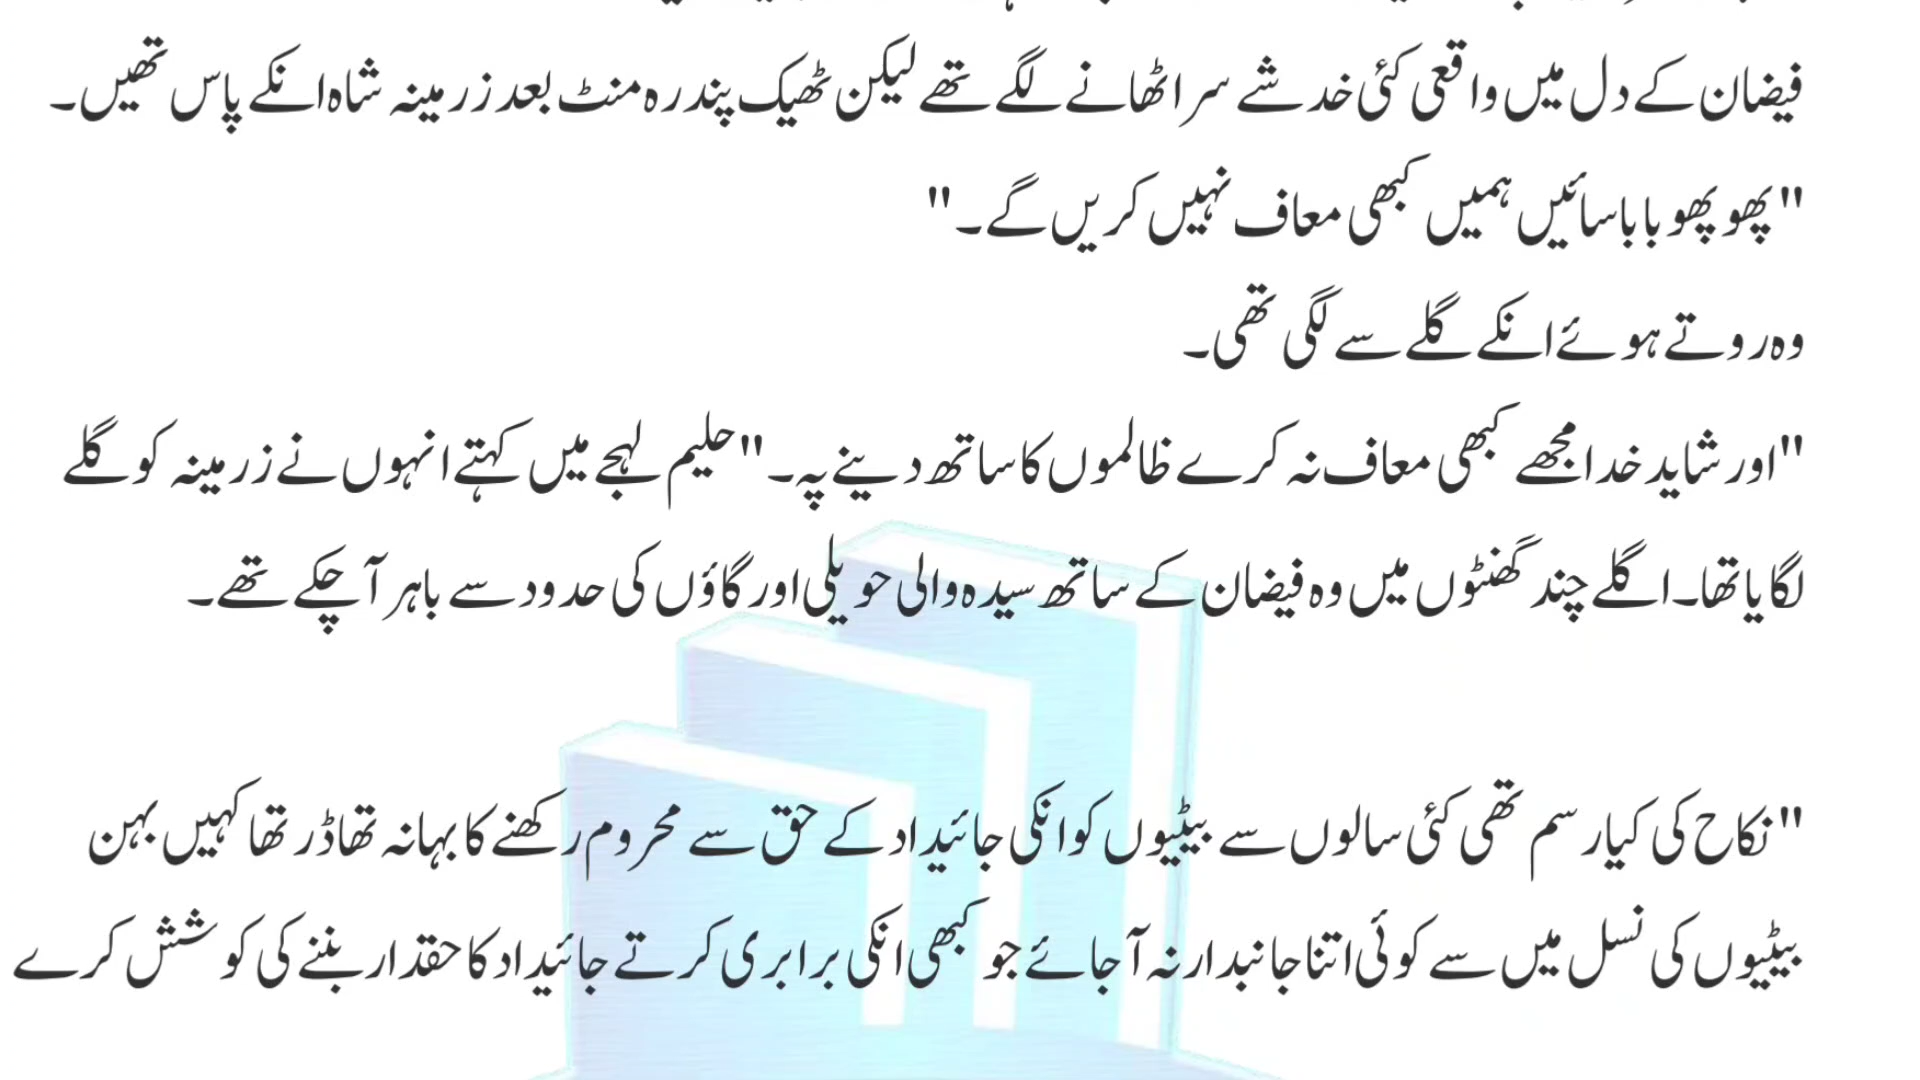 فیضان کے دل میں واقعی کئی خدشے سر اٹھانے لگے تھے لیکن ٹھیک پندرہ منٹ بعد زرمینہ شاہ انکے پاس تھیں۔
"پھوپھو بابا سائیں ہمیں کبھی معاف نہیں کریں گے۔"
وہ روتے ہوئے انکے گلے سے لگی تھی۔
"اور شاید خدا مجھے کبھی معاف نہ کرے ظالموں کا ساتھ دینے پہ۔" حلیم لہجے میں کہتے انہوں نے زرمینہ کو گلے
لگایا تھا۔ اگلے چند گھنٹوں میں وہ فیضان کے ساتھ سیدہ والی حویلی اور گاؤں کی حدود سے باہر آ چکے تھے۔
"نکاح کی کیا رسم تھی کئی سالوں سے بیٹیوں کو انکی جائیداد کے حق سے محروم رکھنے کا بہانہ تھا ڈر تھا کہیں بہن
بیٹیوں کی نسل میں سے کوئی اتنا جانبدار نہ آ جائے جو کبھی انکی برابری کرتے جائیداد کا حقدار بننے کی کوشش کرے